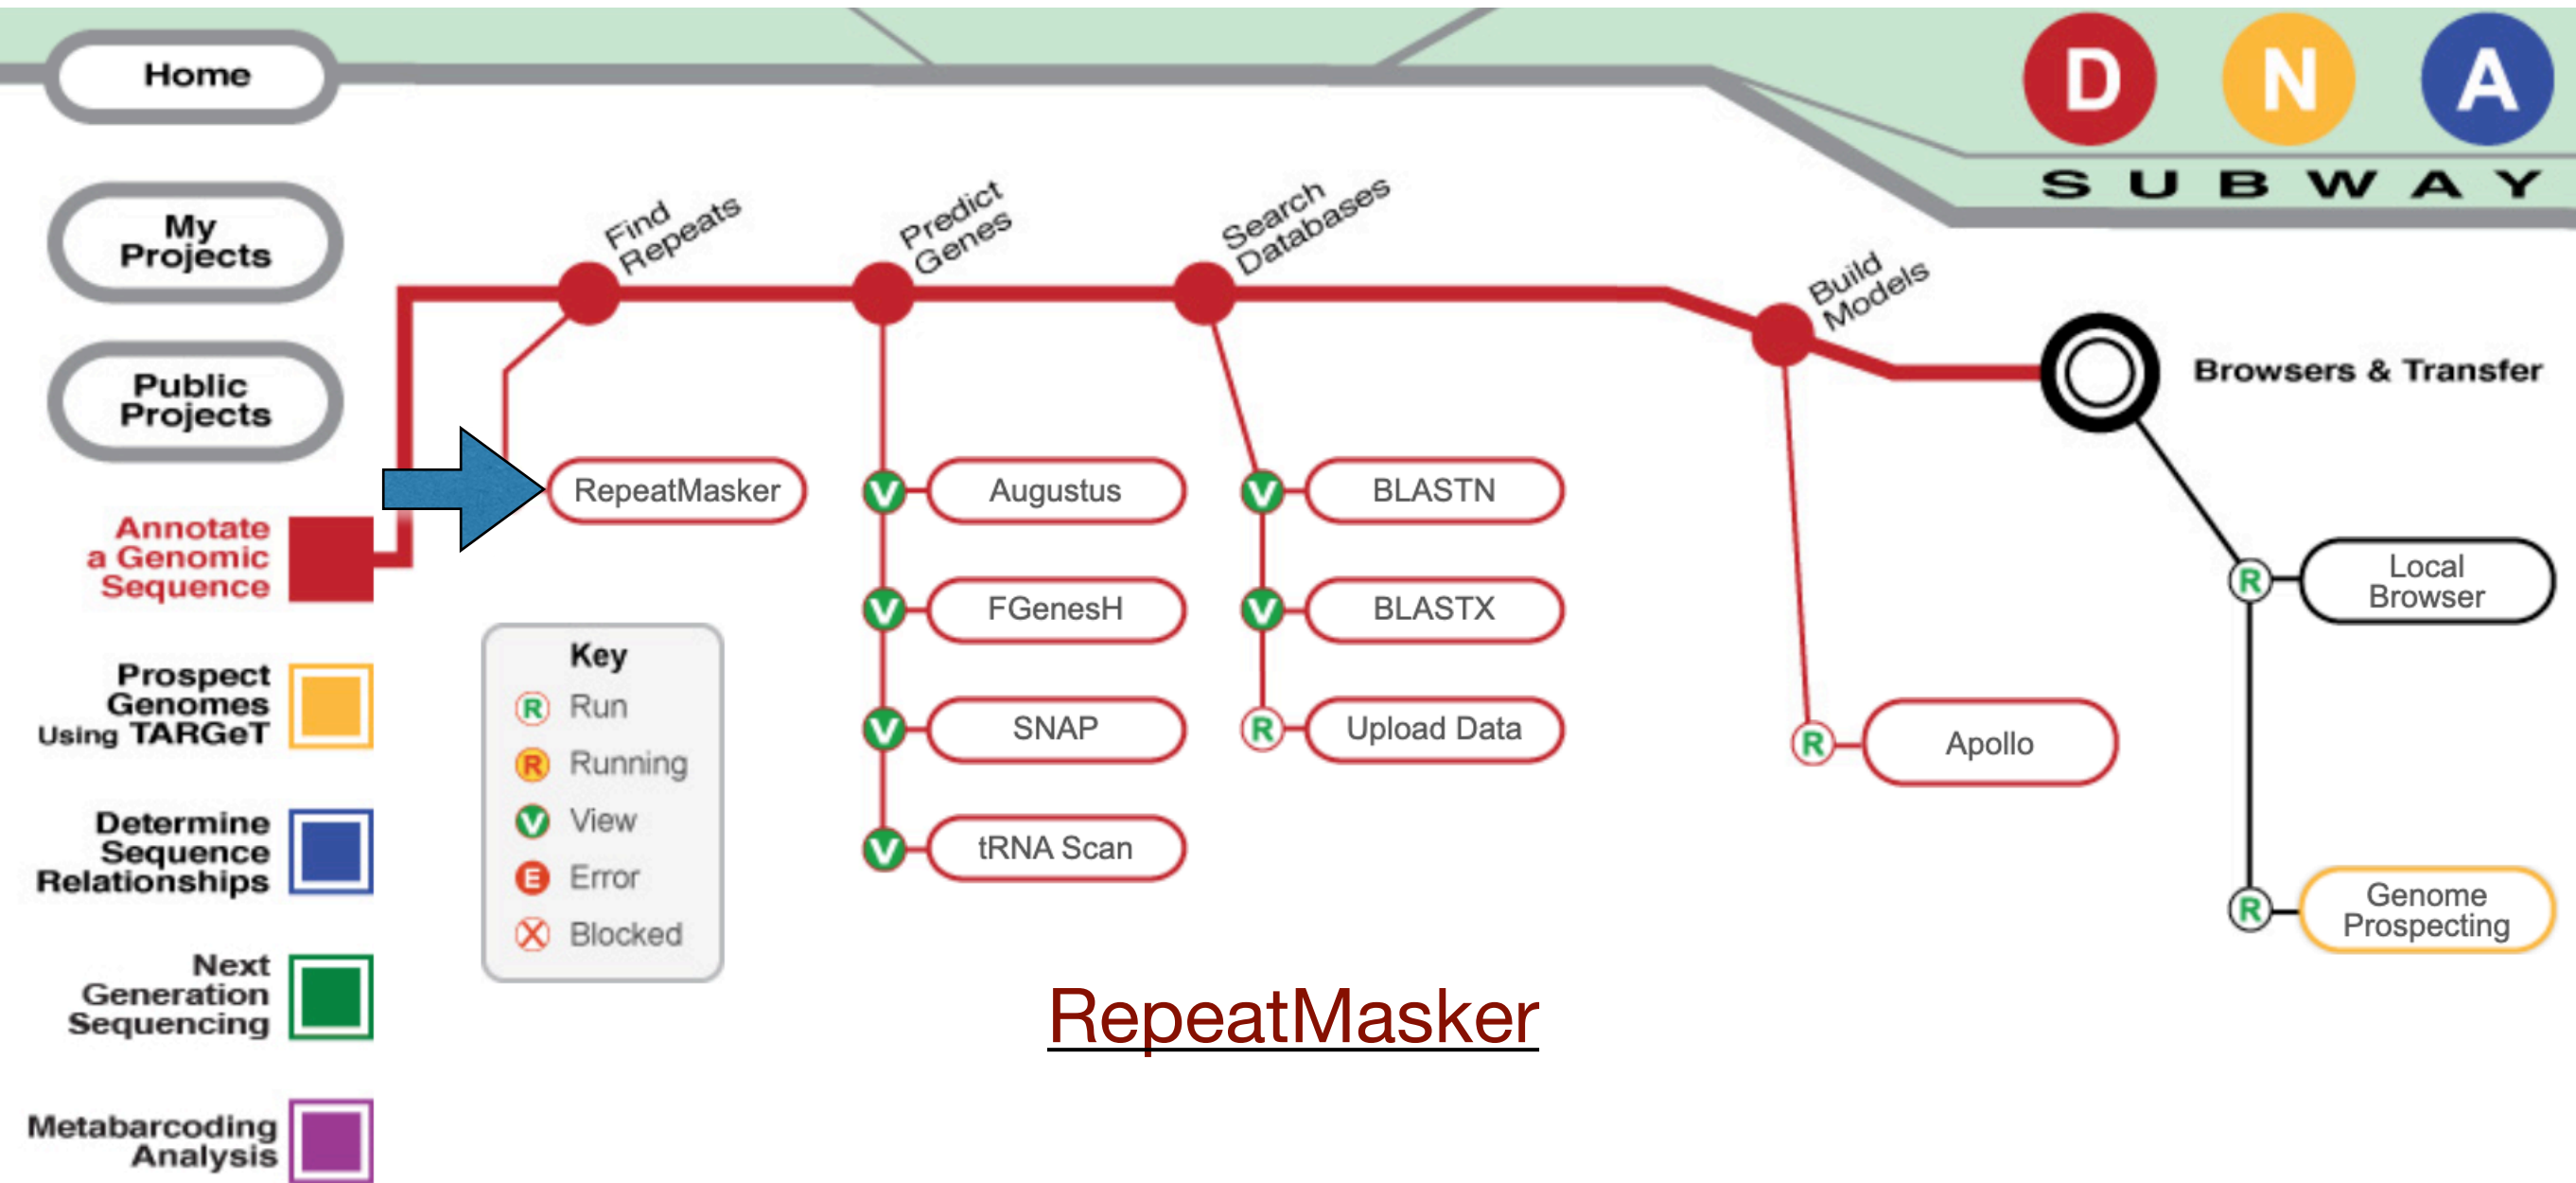 Home
D N A
SUBWAY
My
Projects
Public
Projects
Find
Repeats
Predict
Genes
Search
Databases
Build
Models
Browsers & Transfer
RepeatMasker
V Augustus
V FGenesH
V SNAP
V tRNA Scan
V BLASTN
V BLASTX
R Upload Data
R Apollo
R Local
Browser
R Genome
Prospecting
Annotate
a Genomic
Sequence
Prospect
Genomes
Using TARGeT
Determine
Sequence
Relationships
Next
Generation
Sequencing
Metabarcoding
Analysis
Key
R Run
R Running
V View
E Error
X Blocked
RepeatMasker